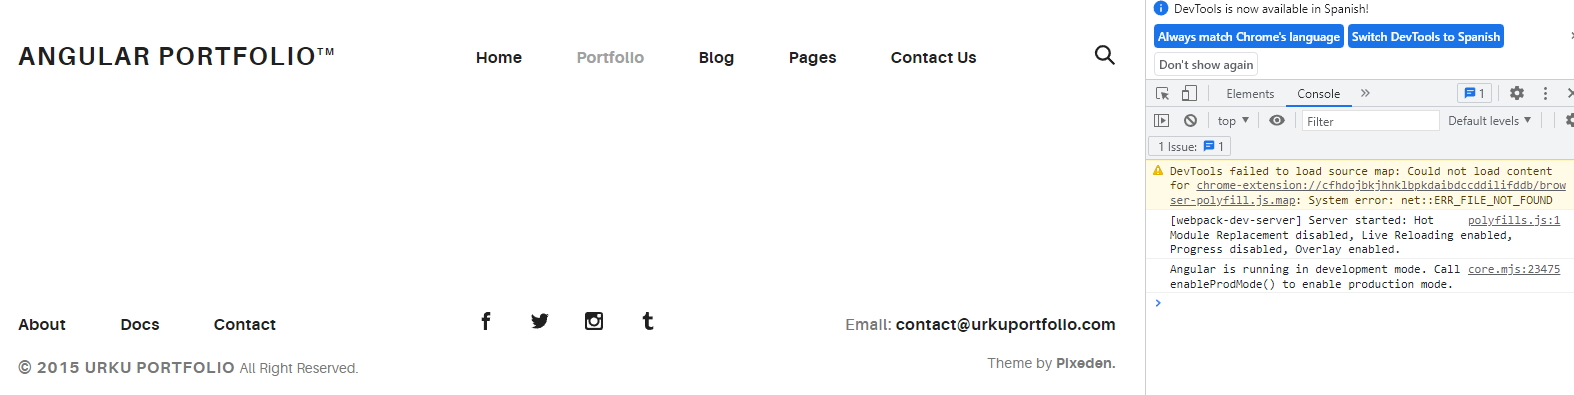 ANGULAR PORTFOLIO™
Home Portfolio Blog Pages Contact Us
About Docs Contact
Email: contact@urkuportfolio.com
© 2015 URKU PORTFOLIO All Right Reserved.
Theme by Pixeden.
DevTools is now available in Spanish!
Always match Chrome's language Switch DevTools to Spanish
Don't show again
Elements Console 1
top Filter Default levels
1 Issue: 1
DevTools failed to load source map: Could not load content
for chrome-extension://cfhdojbkjhnklbpkdaibdccddilifddb/brow
ser-polyfill.js.map: System error: net::ERR_FILE_NOT_FOUND
[webpack-dev-server] Server started: Hot polyfills.js:1
Module Replacement disabled, Live Reloading enabled,
Progress disabled, Overlay enabled.
Angular is running in development mode. Call core.mjs:23475
enableProdMode() to enable production mode.